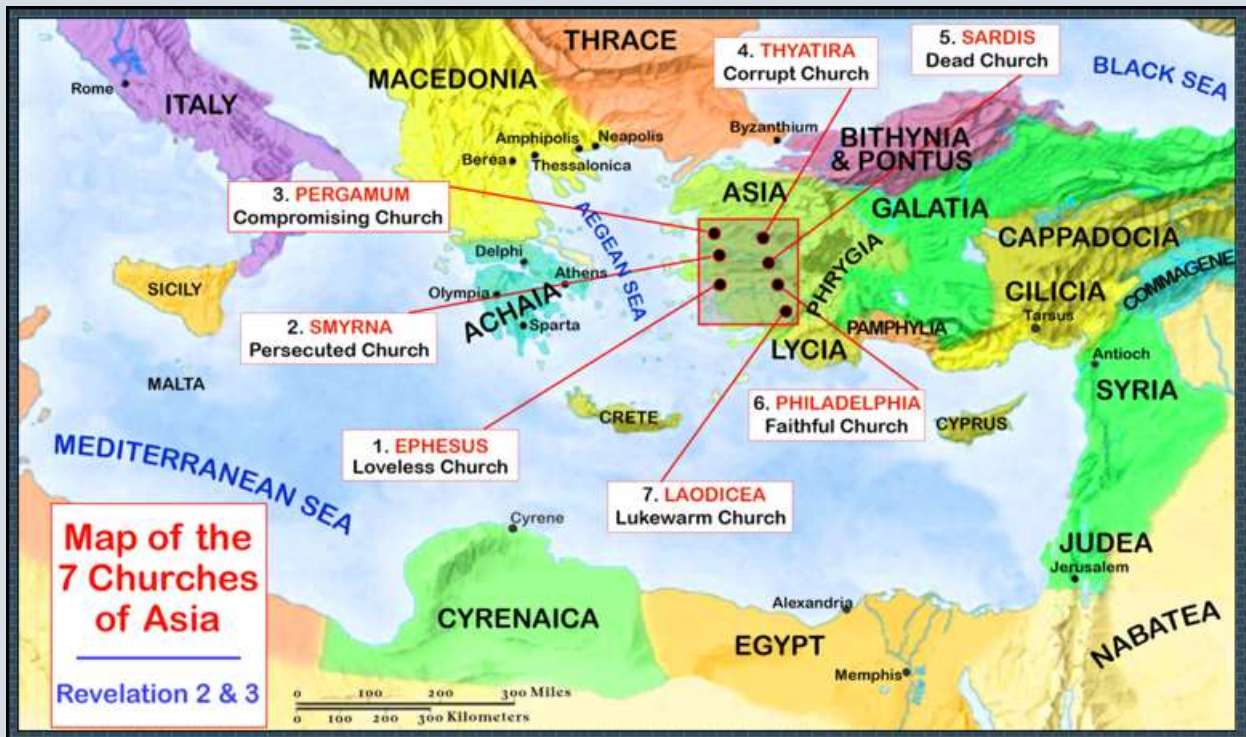 THRACE
4. THYATIRA
Corrupt Church
5. SARDIS
Dead Church
BLACK SEA
MACEDONIA
Rome
ITALY
Amphipolis
Neapolis
Byzantium
BITHYNIA
& PONTUS
Berea
Thessalonica
3. PERGAMUM
Compromising Church
ASIA
GALATIA
AEGEAN SEA
CAPPADOCIA
PHRYGIA
COMMAGENE
Delphi
Athens
SICILY
Olympia
ACHAIA
CILICIA
Tarsus
2. SMYRNA
Persecuted Church
Sparta
PAMPHYLIA
LYCIA
Antioch
SYRIA
MALTA
6. PHILADELPHIA
Faithful Church
CRETE
CYPRUS
1. EPHESUS
Loveless Church
MEDITERRANEAN SEA
7. LAODICEA
Lukewarm Church
Cyrene
Map of the
7 Churches
of Asia
Revelation 2 & 3
JUDEA
Jerusalem
CYRENAICA
Alexandria
EGYPT
NABATEA
Memphis
0 100 200 300 Miles
0 100 200 300 Kilometers